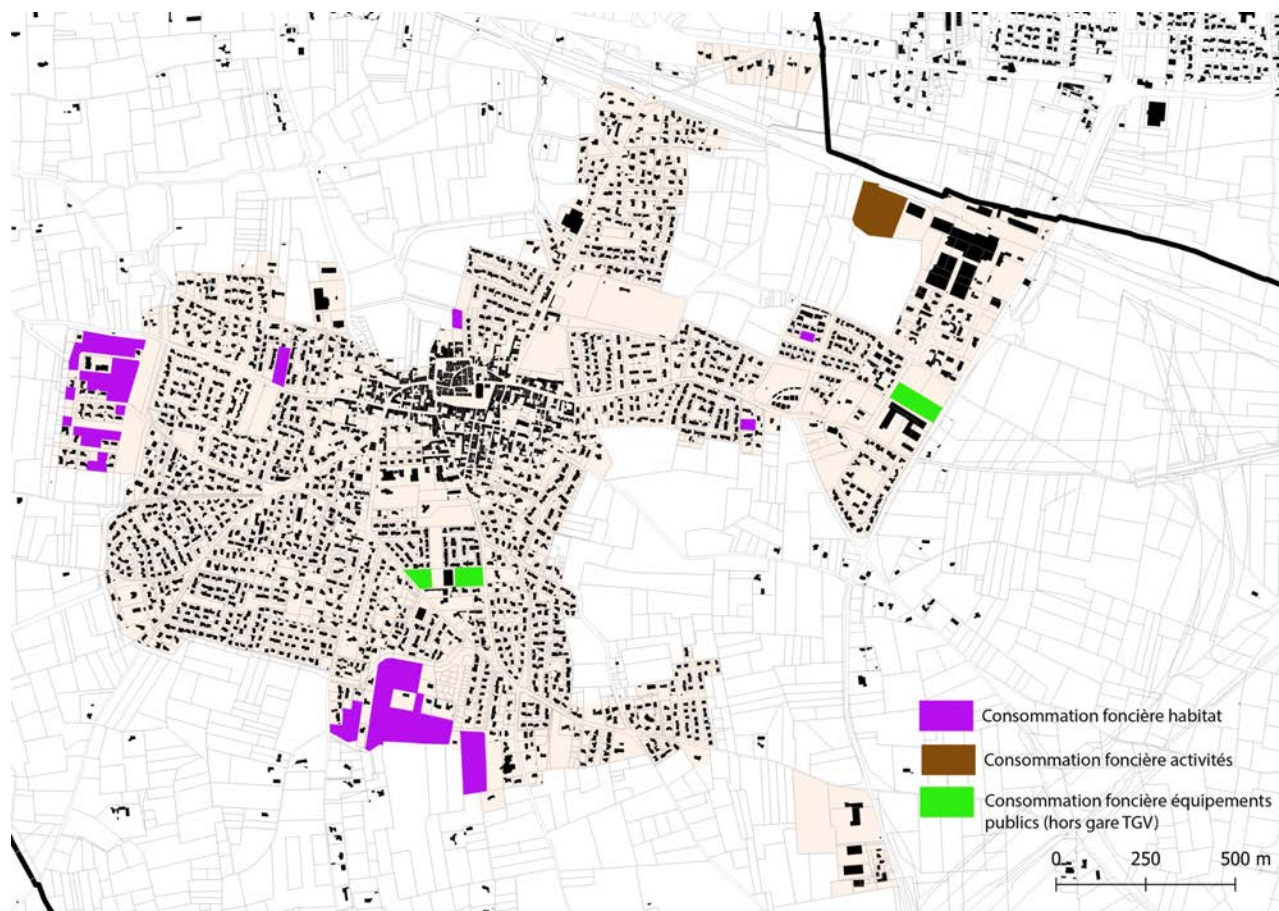 Consommation foncière habitat
Consommation foncière activités
Consommation foncière équipements
publics (hors gare TGV)
0 250 500 m